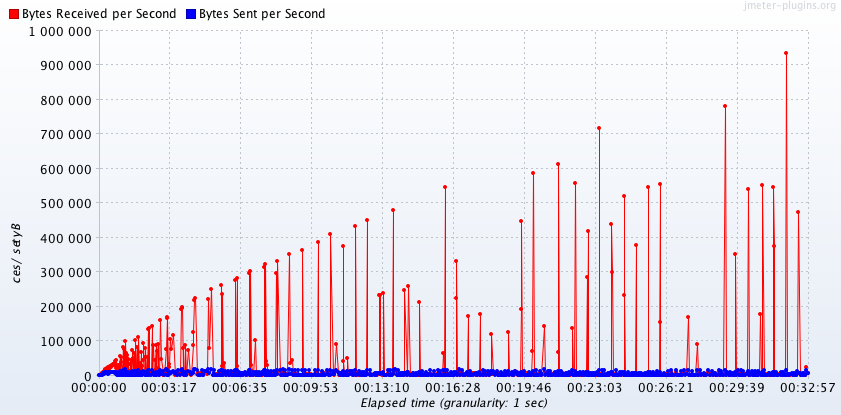 jmeter-plugins.org
Bytes Received per Second Bytes Sent per Second
1 000 000
900 000
800 000
700 000
600 000
500 000
400 000
300 000
200 000
100 000
0
00:00:00 00:03:17 00:06:35 00:09:53 00:13:10 00:16:28 00:19:46 00:23:03 00:26:21 00:29:39 00:32:57
Elapsed time (granularity: 1 sec)